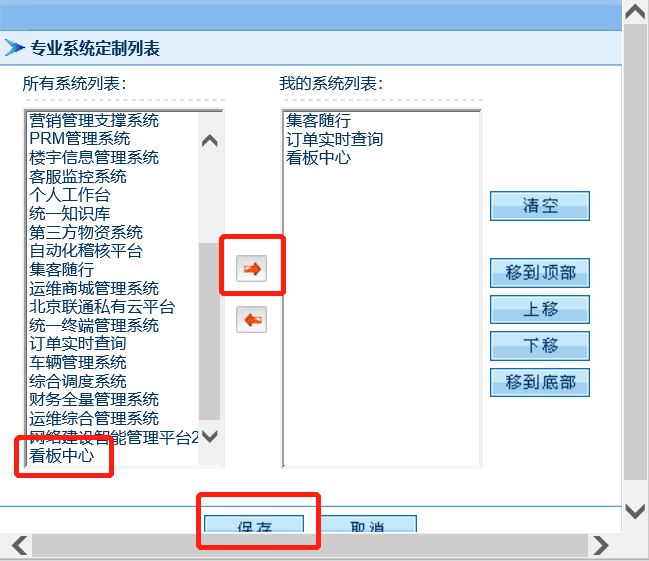 专业系统定制列表
所有系统列表:
营销管理支撑系统
PRM管理系统
楼宇信息管理系统
客服监控系统
个人工作台
统一知识库
第三方物资系统
自动化稽核平台
集客随行
运维商城管理系统
北京联通私有云平台
统一终端管理系统
订单实时查询
车辆管理系统
综合调度系统
财务全量管理系统
运维综合管理系统
网络建设智能管理平台2
看板中心
我的系统列表:
集客随行
订单实时查询
看板中心
清空
移到顶部
上移
下移
移到底部
保存
取消